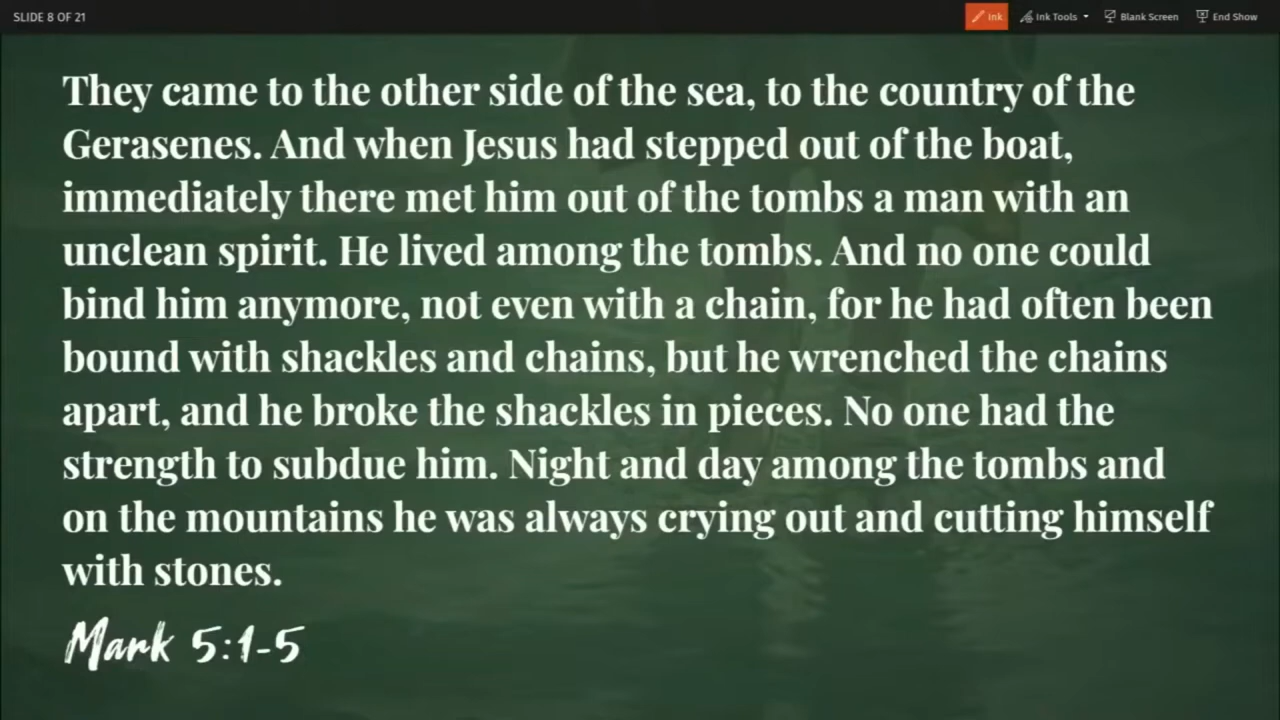 SLIDE 8 OF 21
Ink
Ink Tools
Blank Screen
End Show
They came to the other side of the sea, to the country of the
Gerasenes. And when Jesus had stepped out of the boat,
immediately there met him out of the tombs a man with an
unclean spirit. He lived among the tombs. And no one could
bind him anymore, not even with a chain, for he had often been
bound with shackles and chains, but he wrenched the chains
apart, and he broke the shackles in pieces. No one had the
strength to subdue him. Night and day among the tombs and
on the mountains he was always crying out and cutting himself
with stones.
Mark 5:1-5